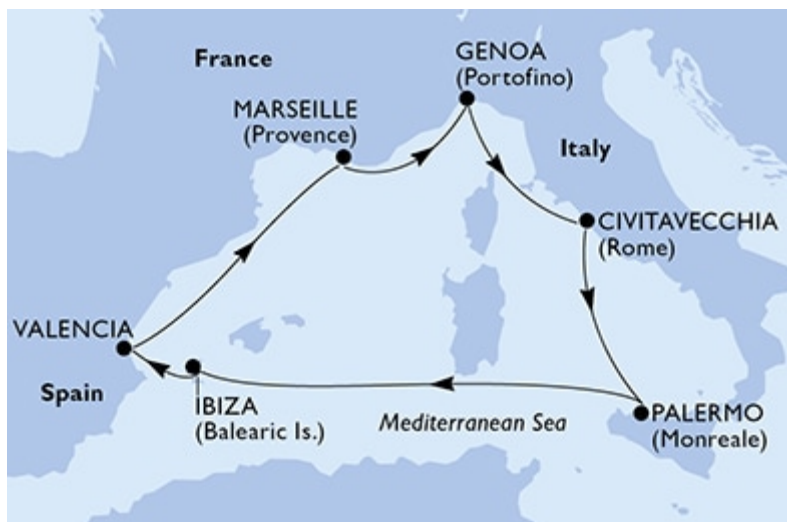 France
GENOA
(Portofino)
MARSEILLE
(Provence)
Italy
CIVITAVECCHIA
(Rome)
VALENCIA
Spain
IBIZA
(Balearic Is.)
Mediterranean Sea
PALERMO
(Monreale)